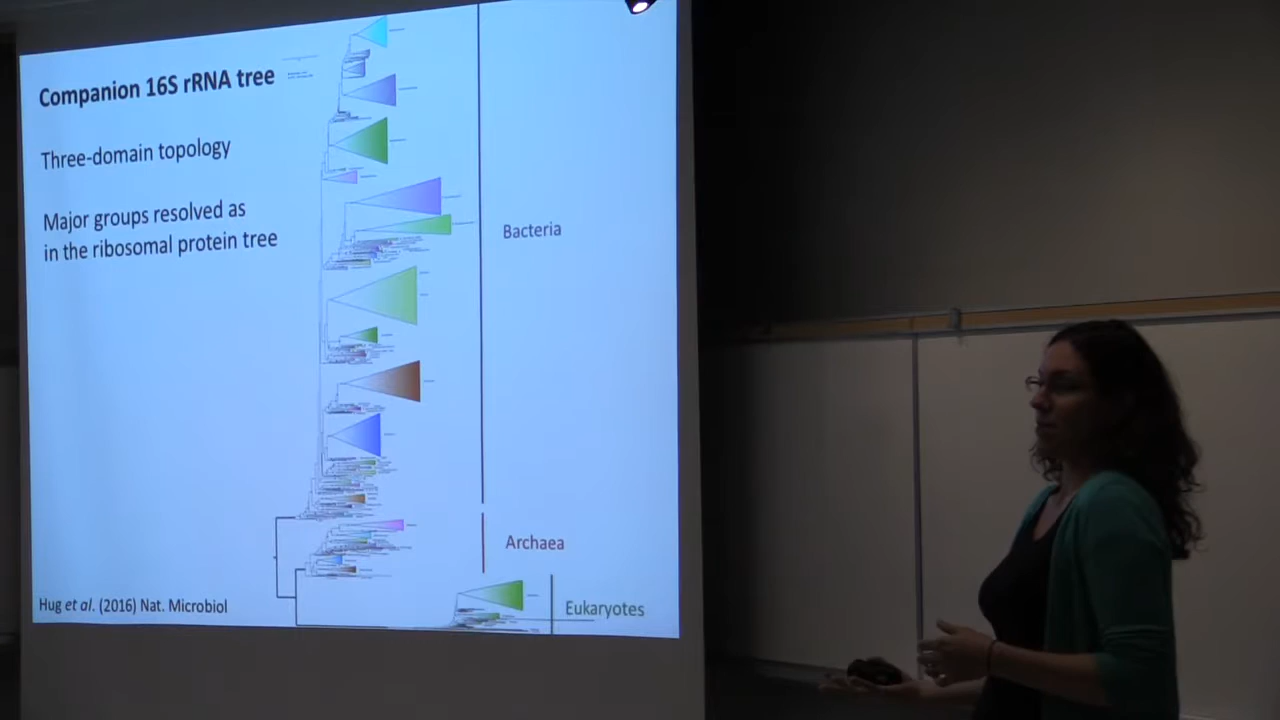 Companion 16S rRNA tree
Three-domain topology
Major groups resolved as
in the ribosomal protein tree
Bacteria
Archaea
Eukaryotes
Hug et al. (2016) Nat. Microbiol